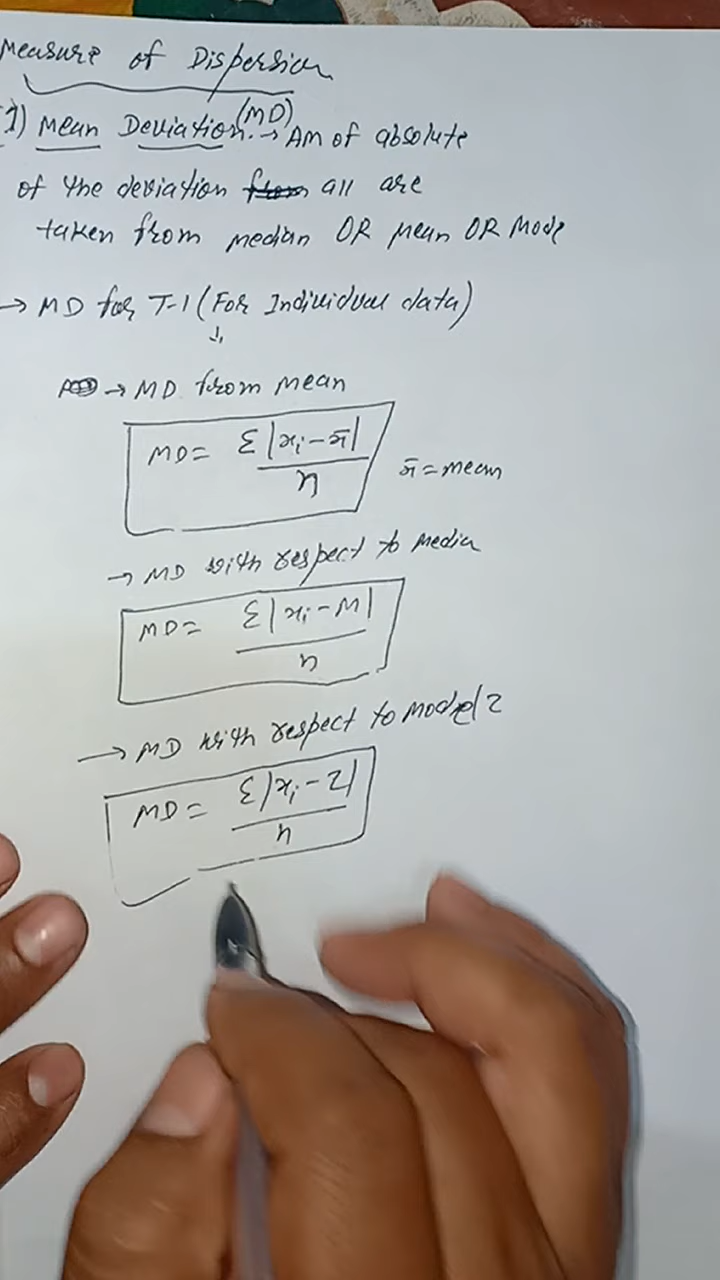 Measure of Dispersion
1) Mean Deviation. (MD) → AM of absolute
of the deviation all are
taken from median OR Mean OR Mode
→ MD for T-1 (For Individual data)
↓
→ MD from mean
MD = Σ|xᵢ - x̄| / n
x̄ = mean
→ MD with respect to Media
MD = Σ|xᵢ - M| / n
→ MD with respect to Mode/Z
MD = Σ|xᵢ - Z| / n